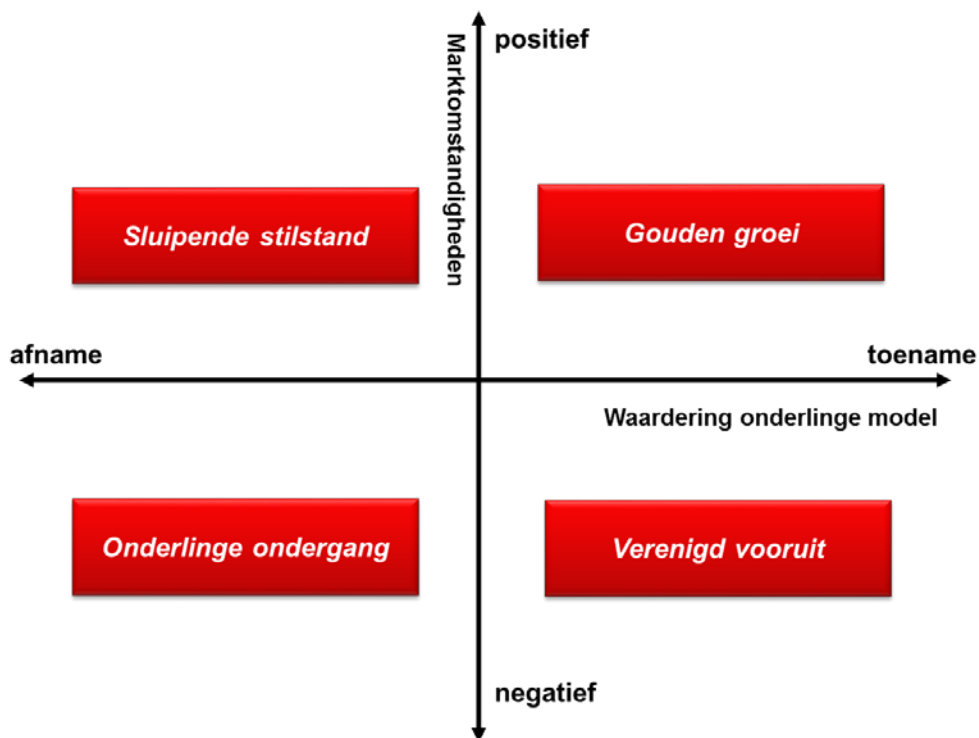 positief
Marktomstandigheden
Sluipende stilstand
Gouden groei
afname
toename
Waardering onderlinge model
Onderlinge ondergang
Verenigd vooruit
negatief